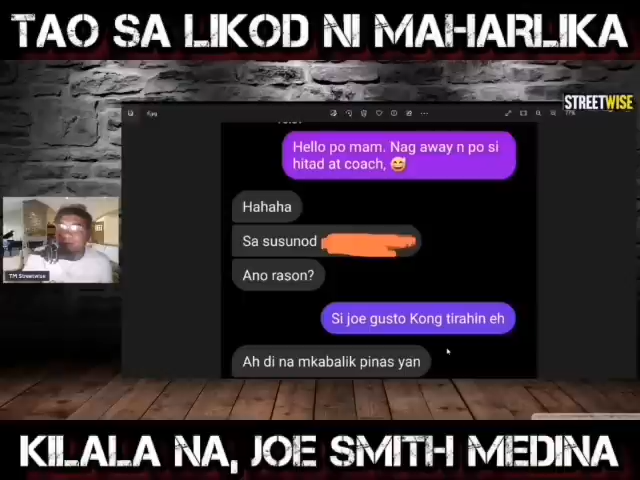 TAO SA LIKOD NI MAHARLIKA
STREETWISE
Hello po mam. Nag away n po si
hitad at coach, 😅
Hahaha
Sa susunod
Ano rason?
TM Streetwise
Si joe gusto Kong tirahin eh
Ah di na mkabalik pinas yan
KILALA NA, JOE SMITH MEDINA